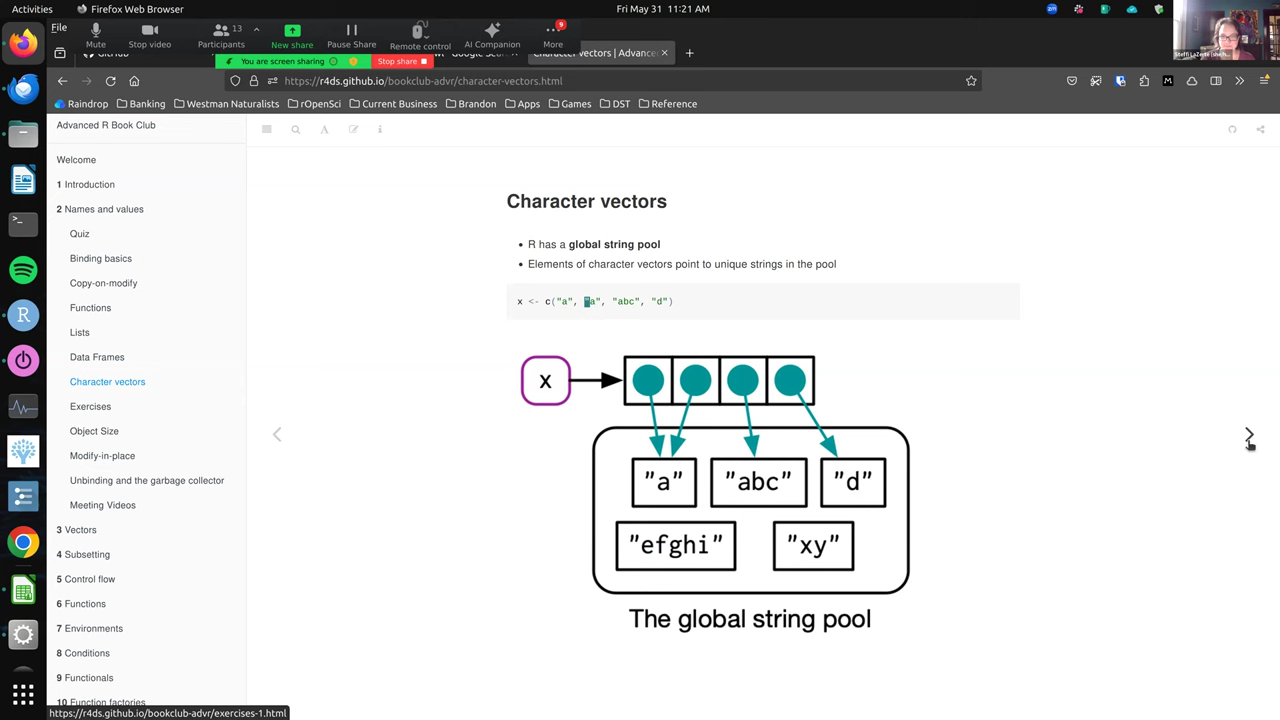 Activities
Firefox Web Browser
Fri May 31 11:21 AM
File
Mute
Stop video
13
Participants
New share
Pause Share
Remote control
AI Companion
9
More
You are screen sharing
Stop share
Character vectors | Advance
https://r4ds.github.io/bookclub-advr/character-vectors.html
Raindrop
Banking
Westman Naturalists
rOpenSci
Current Business
Brandon
Apps
Games
DST
Reference
Advanced R Book Club
Welcome
1 Introduction
2 Names and values
Quiz
Binding basics
Copy-on-modify
Functions
Lists
Data Frames
Character vectors
Exercises
Object Size
Modify-in-place
Unbinding and the garbage collector
Meeting Videos
3 Vectors
4 Subsetting
5 Control flow
6 Functions
7 Environments
8 Conditions
9 Functionals
10 Function factories
https://r4ds.github.io/bookclub-advr/exercises-1.html
Character vectors
• R has a global string pool
• Elements of character vectors point to unique strings in the pool
x <- c("a", "a", "abc", "d")
x
"a" "abc" "d"
"efghi" "xy"
The global string pool